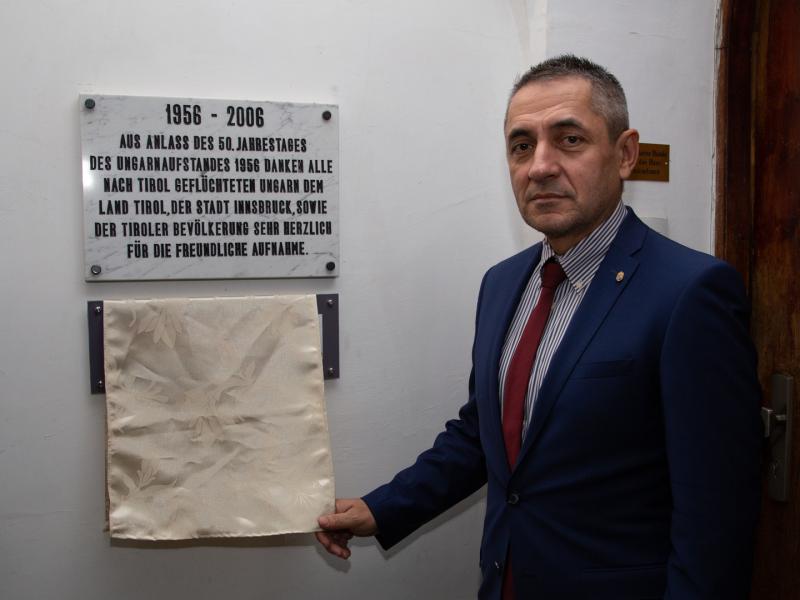 1956 - 2006
AUS ANLASS DES 50. JAHRESTAGES
DES UNGARNAUFSTANDES 1956 DANKEN ALLE
NACH TIROL GEFLÜCHTETEN UNGARN DEM
LAND TIROL, DER STADT INNSBRUCK, SOWIE
DER TIROLER BEVÖLKERUNG SEHR HERZLICH
FÜR DIE FREUNDLICHE AUFNAHME.